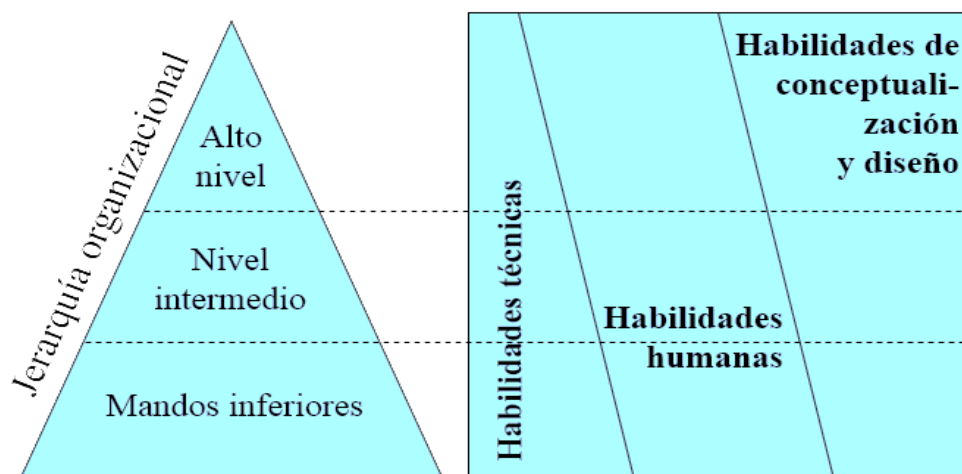 Jerarquía organizacional
Alto
nivel
Nivel
intermedio
Mandos inferiores
Habilidades técnicas
Habilidades
humanas
Habilidades de
conceptuali-
zación
y diseño